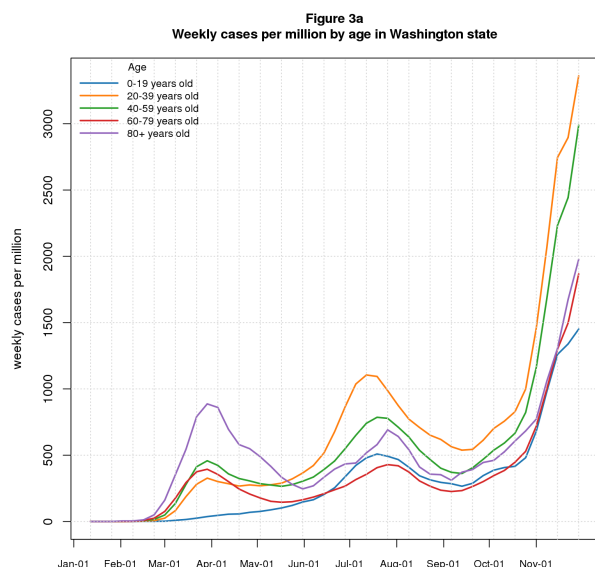 Figure 3a
Weekly cases per million by age in Washington state
Age
0-19 years old
20-39 years old
40-59 years old
60-79 years old
80+ years old
weekly cases per million
3000
2500
2000
1500
1000
500
0
Jan-01 Feb-01 Mar-01 Apr-01 May-01 Jun-01 Jul-01 Aug-01 Sep-01 Oct-01 Nov-01